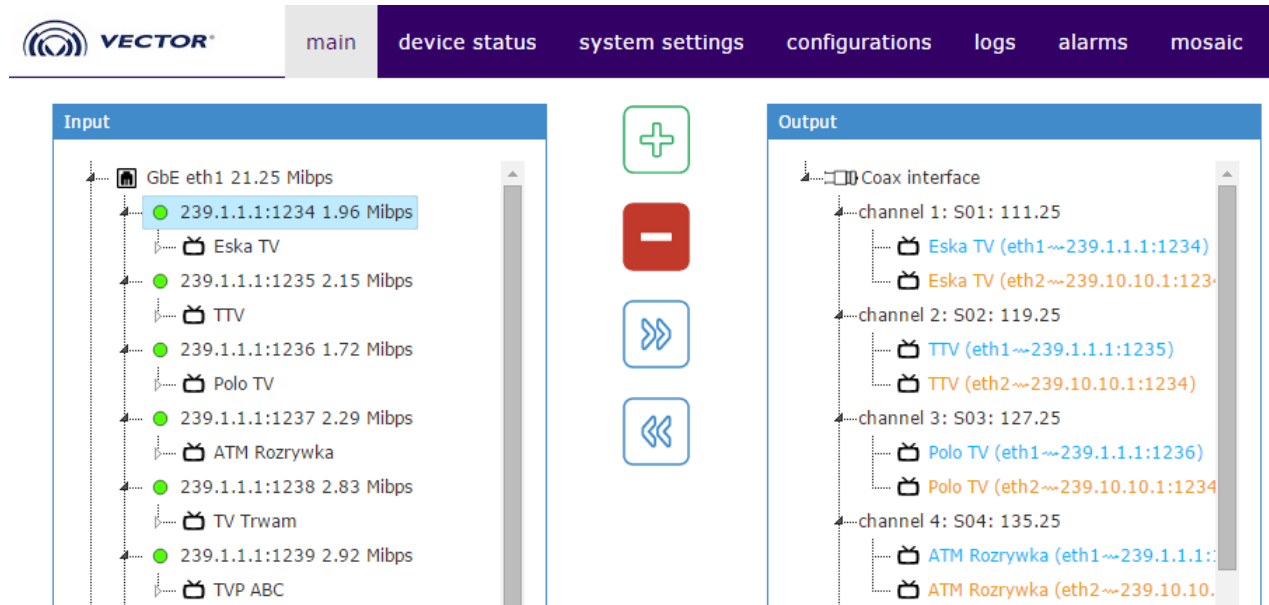 VECTOR
main
device status
system settings
configurations
logs
alarms
mosaic
Input
GbE eth1 21.25 Mibps
239.1.1.1:1234 1.96 Mibps
Eska TV
239.1.1.1:1235 2.15 Mibps
TTV
239.1.1.1:1236 1.72 Mibps
Polo TV
239.1.1.1:1237 2.29 Mibps
ATM Rozrywka
239.1.1.1:1238 2.83 Mibps
TV Trwam
239.1.1.1:1239 2.92 Mibps
TVP ABC
Output
Coax interface
channel 1: S01: 111.25
Eska TV (eth1⇝239.1.1.1:1234)
Eska TV (eth2⇝239.10.10.1:123
channel 2: S02: 119.25
TTV (eth1⇝239.1.1.1:1235)
TTV (eth2⇝239.10.10.1:1234)
channel 3: S03: 127.25
Polo TV (eth1⇝239.1.1.1:1236)
Polo TV (eth2⇝239.10.10.1:1234
channel 4: S04: 135.25
ATM Rozrywka (eth1⇝239.1.1.1:
ATM Rozrywka (eth2⇝239.10.10.